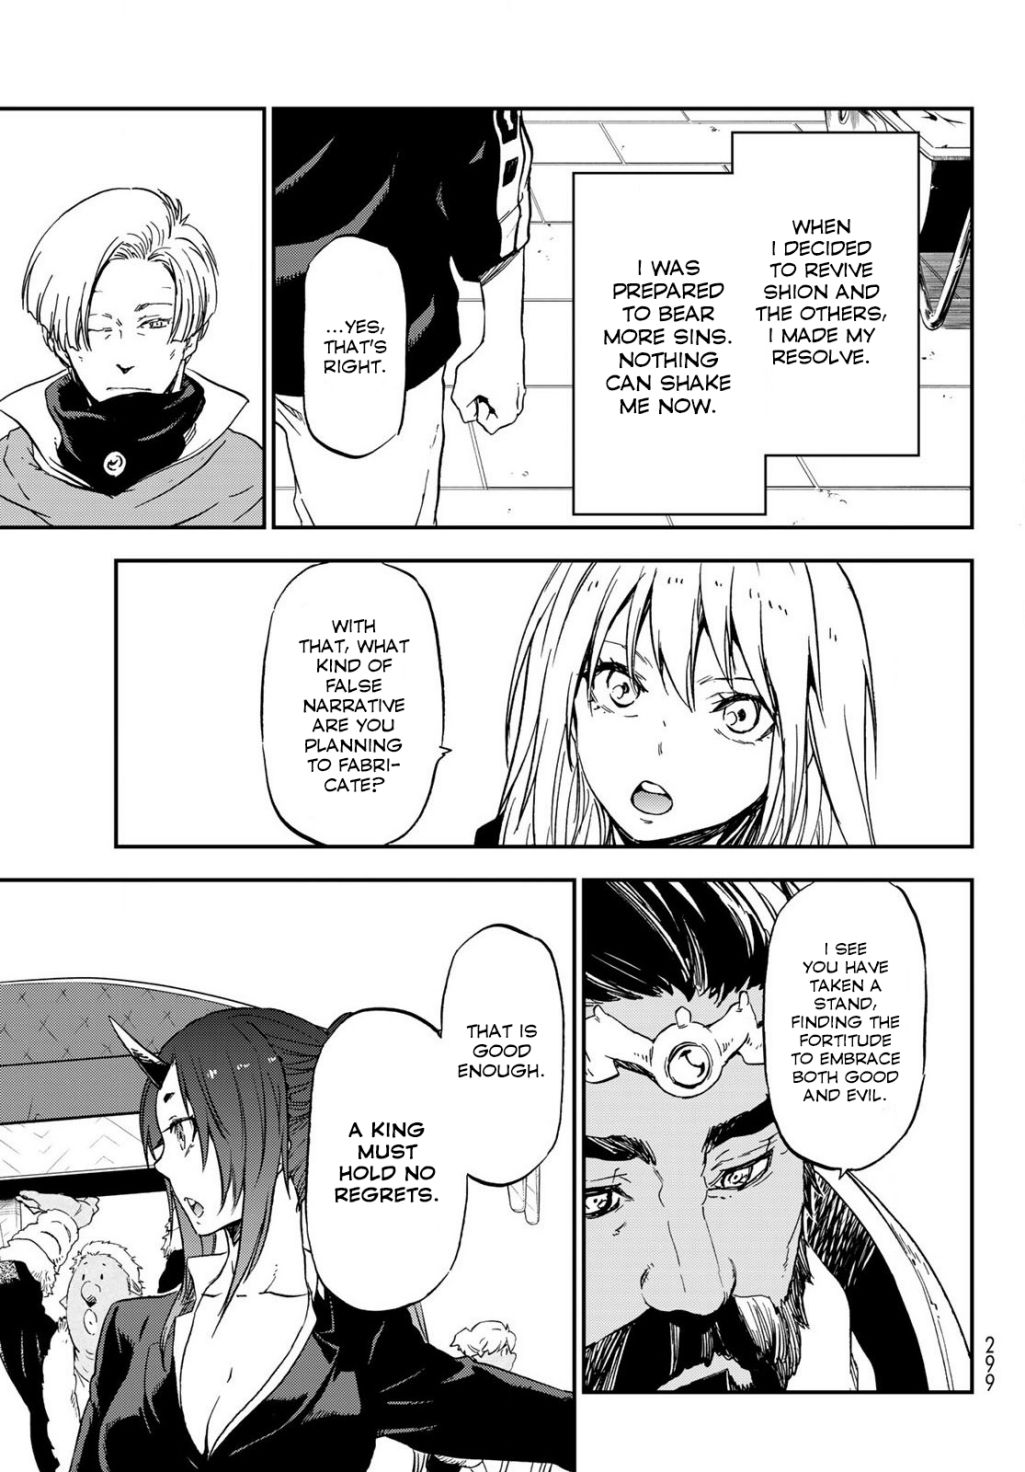 WHEN
I DECIDED
TO REVIVE
SHION AND
THE OTHERS,
I MADE MY
RESOLVE.
I WAS
PREPARED
TO BEAR
MORE SINS.
NOTHING
CAN SHAKE
ME NOW.
...YES,
THAT'S
RIGHT.
WITH
THAT, WHAT
KIND OF
FALSE
NARRATIVE
ARE YOU
PLANNING
TO FABRI-
CATE?
I SEE
YOU HAVE
TAKEN A
STAND,
FINDING THE
FORTITUDE
TO EMBRACE
BOTH GOOD
AND EVIL.
THAT IS
GOOD
ENOUGH.
A KING
MUST
HOLD NO
REGRETS.
299